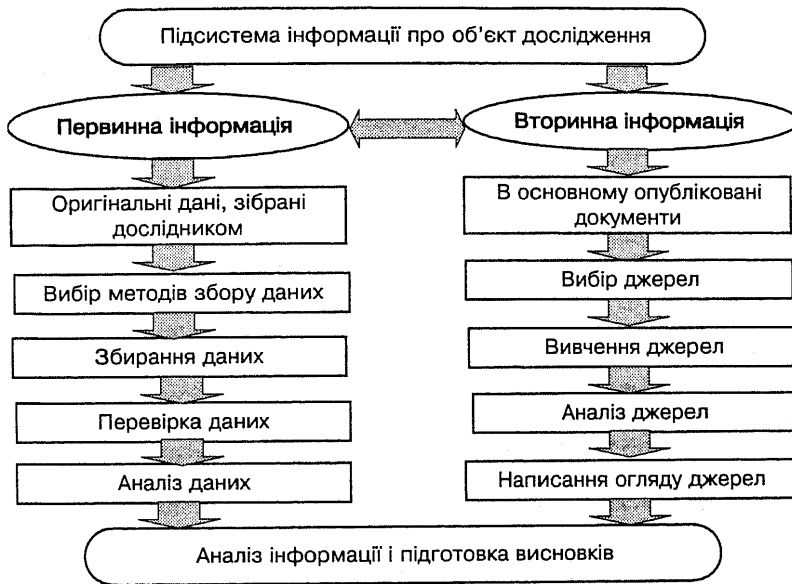 Підсистема інформації про об'єкт дослідження
Первинна інформація
Вторинна інформація
Оригінальні дані, зібрані
дослідником
В основному опубліковані
документи
Вибір методів збору даних
Вибір джерел
Збирання даних
Вивчення джерел
Перевірка даних
Аналіз джерел
Аналіз даних
Написання огляду джерел
Аналіз інформації і підготовка висновків